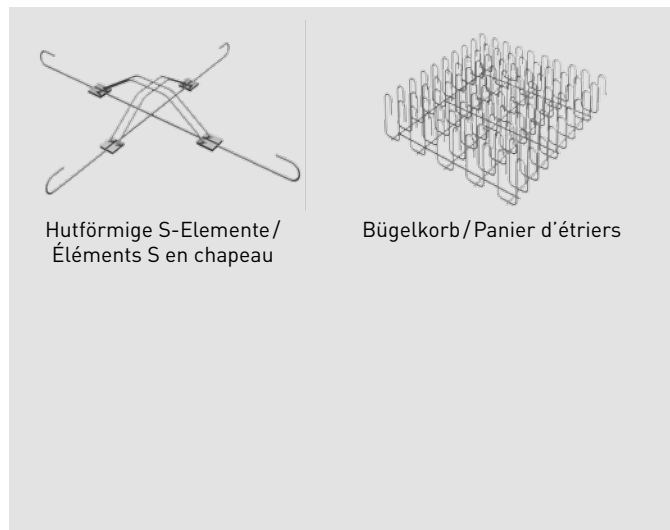 Hutförmige S-Elemente/
Éléments S en chapeau
Bügelkorb/Panier d’étriers